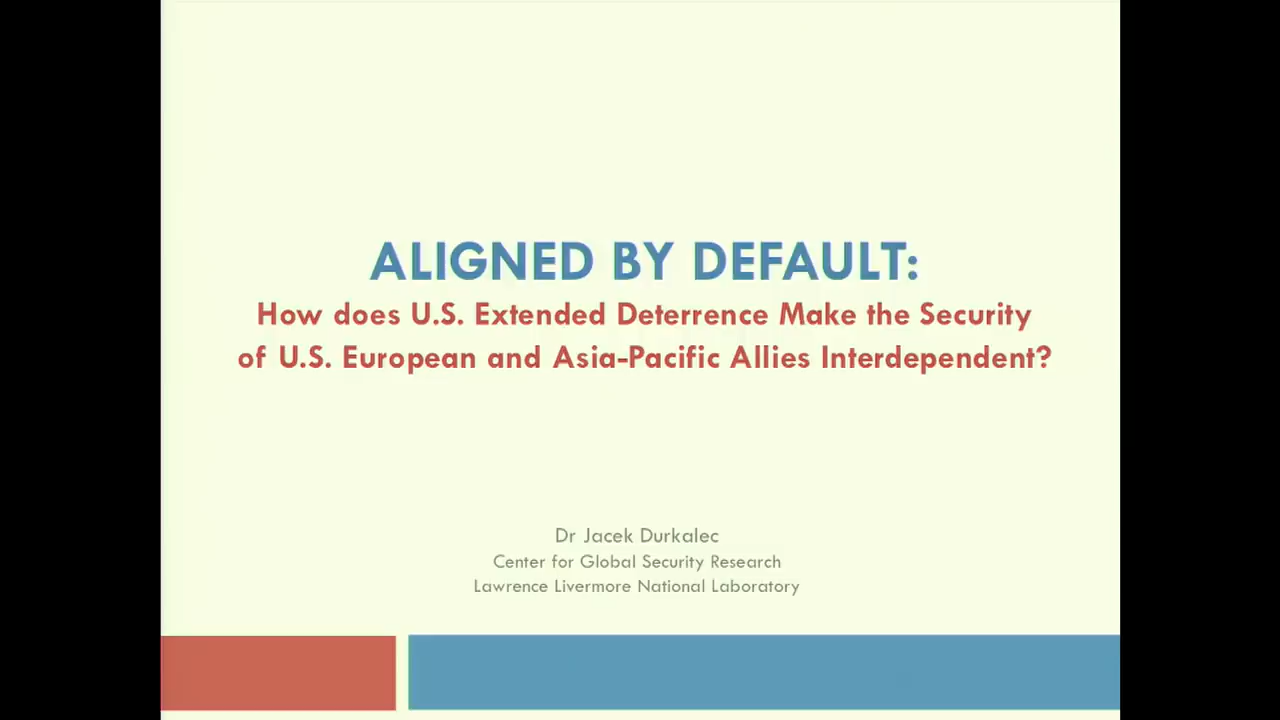 ALIGNED BY DEFAULT:
How does U.S. Extended Deterrence Make the Security
of U.S. European and Asia-Pacific Allies Interdependent?
Dr Jacek Durkalec
Center for Global Security Research
Lawrence Livermore National Laboratory